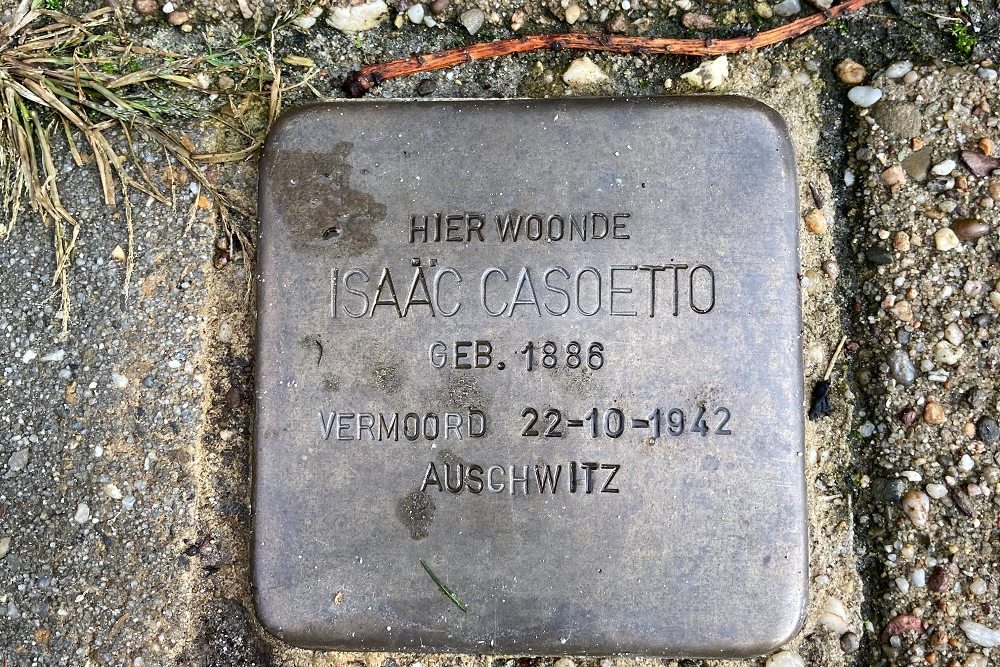 HIER WOONDE
ISAÄC CASOETTO
GEB. 1886
VERMOORD 22-10-1942
AUSCHWITZ